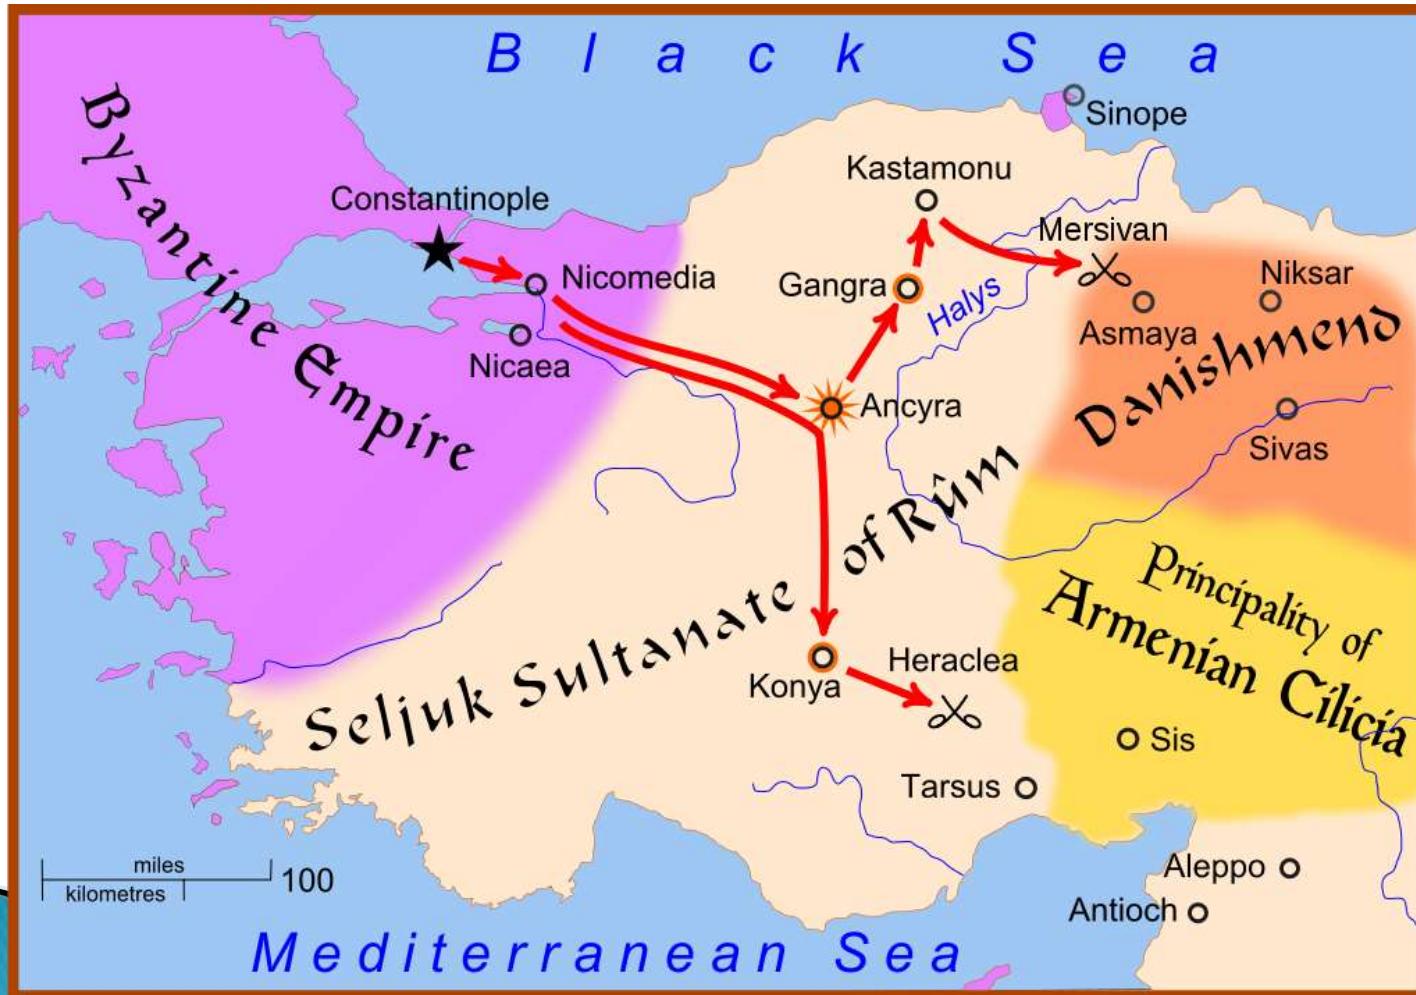 Black Sea
Sinope
Kastamonu
Constantinople
Mersivan
Byzantine Empire
Nicomedia
Gangra
Niksar
Halys
Asmaya
Nicaea
Danishmend
Ancyra
Sivas
Seljuk Sultanate of Rûm
Principality of
Armenian Cilicia
Heraclea
Konya
Sis
Tarsus
miles
kilometres
100
Aleppo
Antioch
Mediterranean Sea